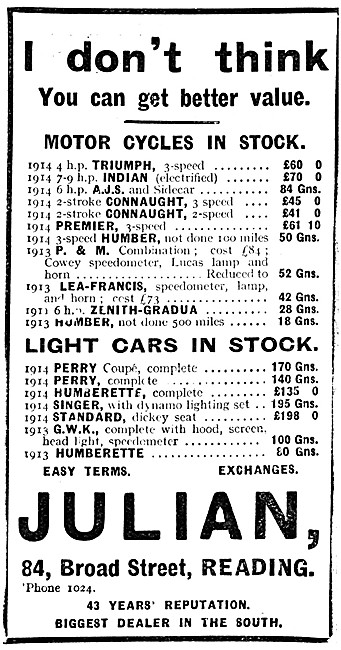 I don't think
You can get better value.
MOTOR CYCLES IN STOCK.
1914 4 h.p. TRIUMPH, 3-speed ......... £60 0
1914 7-9 h.p. INDIAN (electrified) ....... £70 0
1914 6 h.p. A.J.S. and Sidecar ........... 84 Gns.
1914 2-stroke CONNAUGHT, 3 speed .... £45 0
1914 2-stroke CONNAUGHT, 2-speed .... £41 0
1914 PREMIER, 3-speed ................ £61 10
1914 3-speed HUMBER, not done 100 miles 50 Gns.
1913 P. & M. Combination ; cost £84 ;
Cowey speedometer, Lucas lamp and
horn .................... Reduced to 52 Gns.
1913 LEA-FRANCIS, speedometer, lamp,
and horn ; cost £73 ................. 42 Gns.
1911 6 h.p. ZENITH-GRADUA .......... 28 Gns.
1913 HUMBER, not done 500 miles ...... 18 Gns.
LIGHT CARS IN STOCK.
1914 PERRY Coupé, complete .......... 170 Gns.
1914 PERRY, complete ............... 140 Gns.
1914 HUMBERETTE, complete ........ £135 0
1914 SINGER, with dynamo lighting set .. 195 Gns.
1914 STANDARD, dickey seat .......... £198 0
1913 G.W.K., complete with hood, screen,
head light, speedometer ............ 100 Gns.
1913 HUMBERETTE ................ 80 Gns.
EASY TERMS. EXCHANGES.
JULIAN,
84, Broad Street, READING.
'Phone 1024.
43 YEARS' REPUTATION.
BIGGEST DEALER IN THE SOUTH.